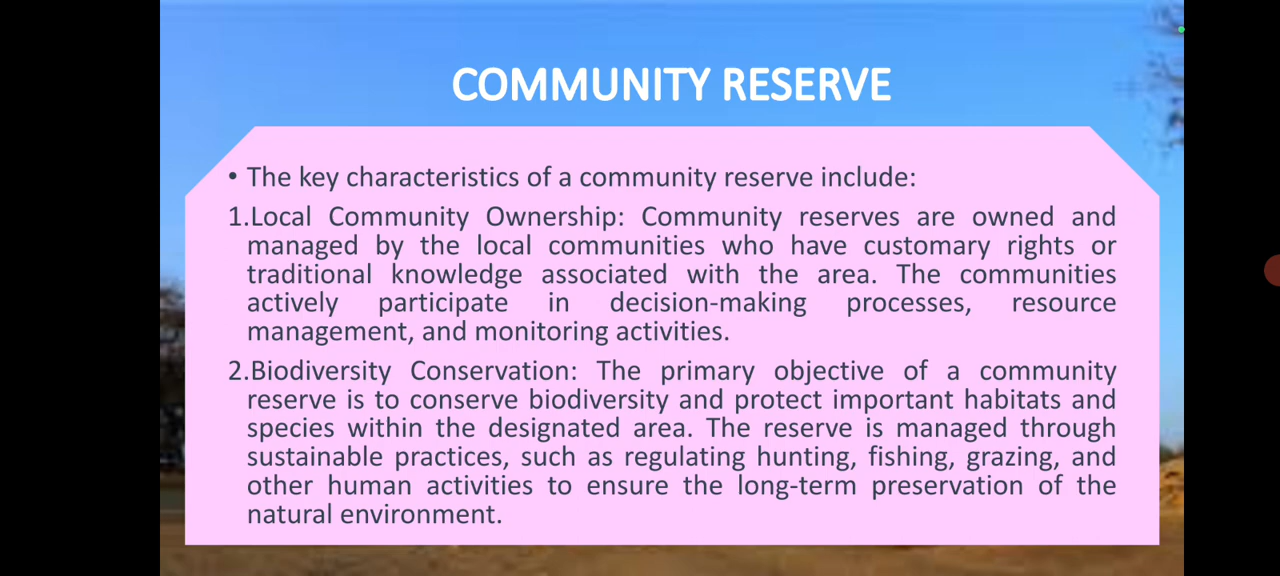 COMMUNITY RESERVE
• The key characteristics of a community reserve include:
1.Local Community Ownership: Community reserves are owned and
managed by the local communities who have customary rights or
traditional knowledge associated with the area. The communities
actively participate in decision-making processes, resource
management, and monitoring activities.
2.Biodiversity Conservation: The primary objective of a community
reserve is to conserve biodiversity and protect important habitats and
species within the designated area. The reserve is managed through
sustainable practices, such as regulating hunting, fishing, grazing, and
other human activities to ensure the long-term preservation of the
natural environment.